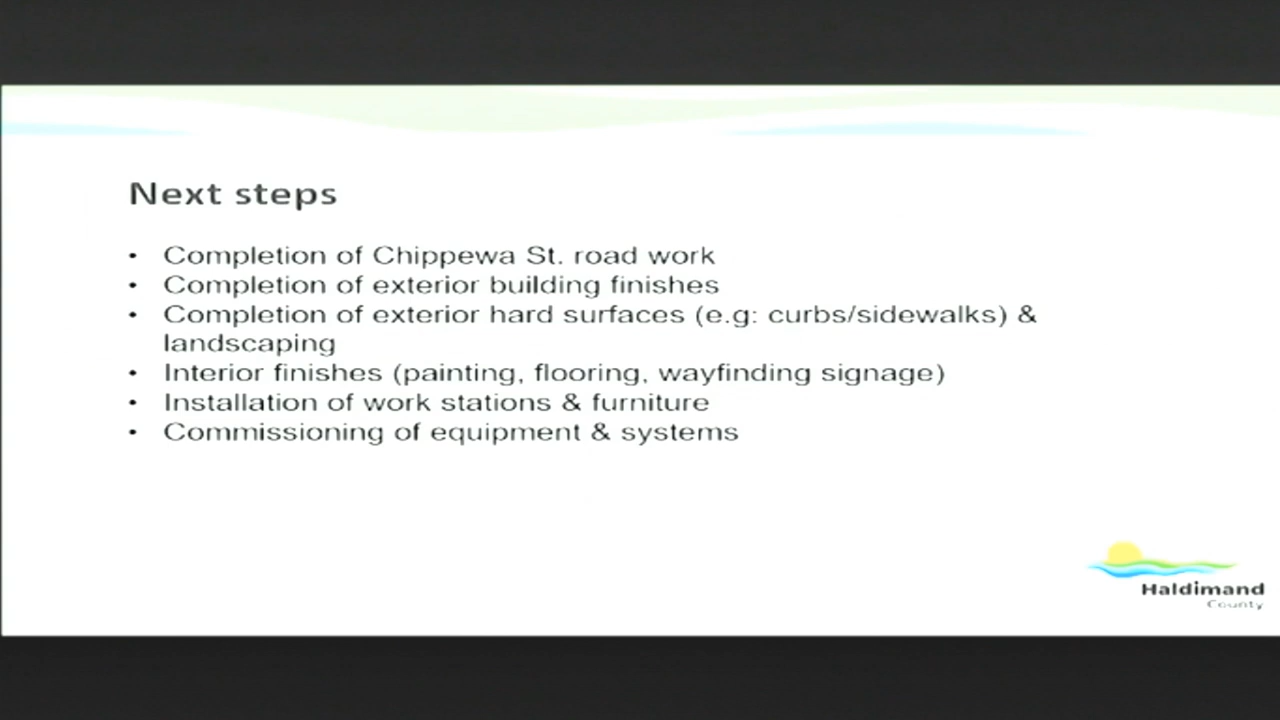 Next steps
• Completion of Chippewa St. road work
• Completion of exterior building finishes
• Completion of exterior hard surfaces (e.g: curbs/sidewalks) &
landscaping
• Interior finishes (painting, flooring, wayfinding signage)
• Installation of work stations & furniture
• Commissioning of equipment & systems
Haldimand
County